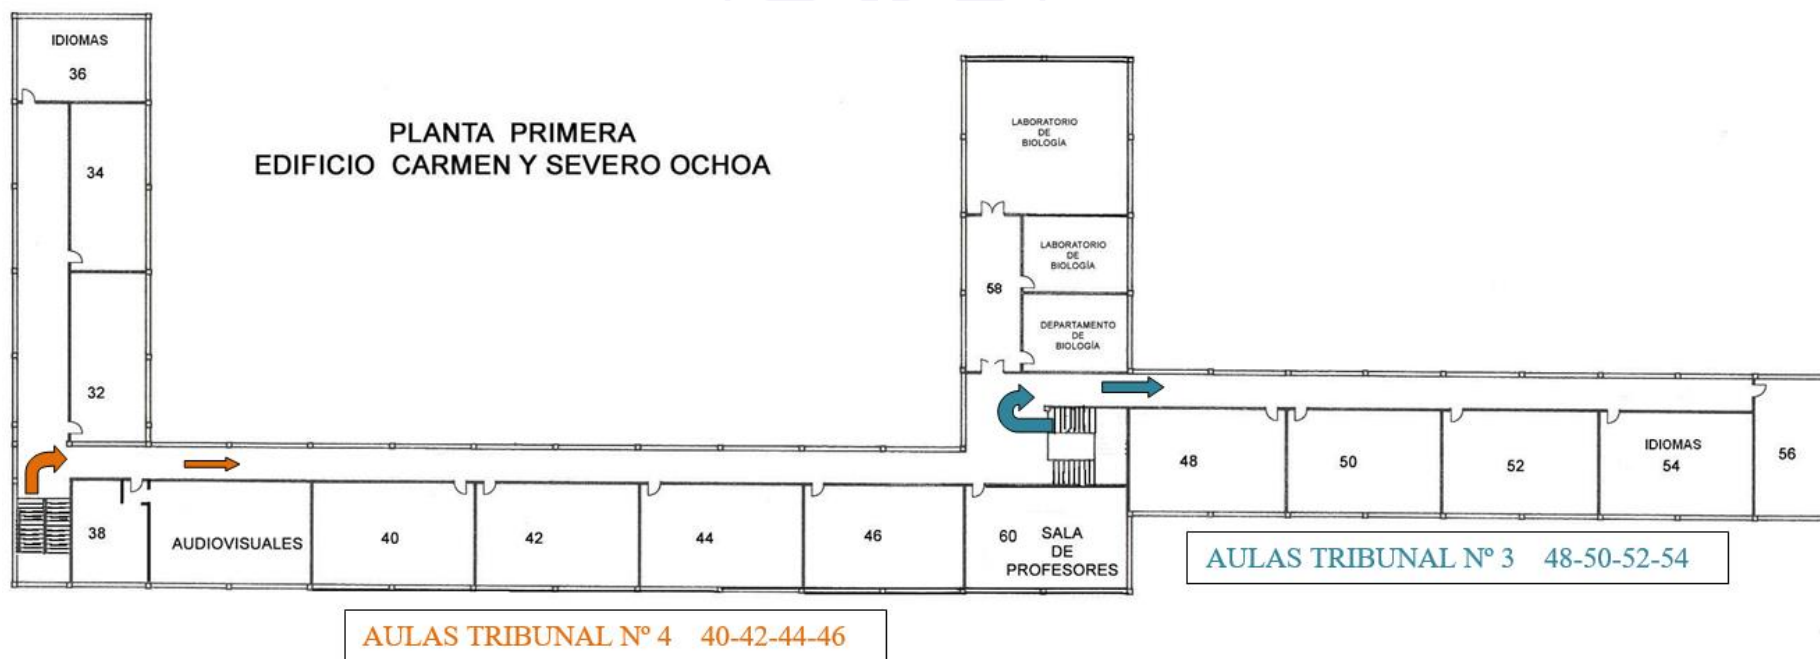 IDIOMAS
36
34
32
PLANTA PRIMERA
EDIFICIO CARMEN Y SEVERO OCHOA
LABORATORIO
DE
BIOLOGÍA
LABORATORIO
DE
BIOLOGÍA
58
DEPARTAMENTO
DE
BIOLOGÍA
38
AUDIOVISUALES
40
42
44
46
60 SALA
DE
PROFESORES
48
50
52
IDIOMAS
54
56
AULAS TRIBUNAL Nº 3 48-50-52-54
AULAS TRIBUNAL Nº 4 40-42-44-46